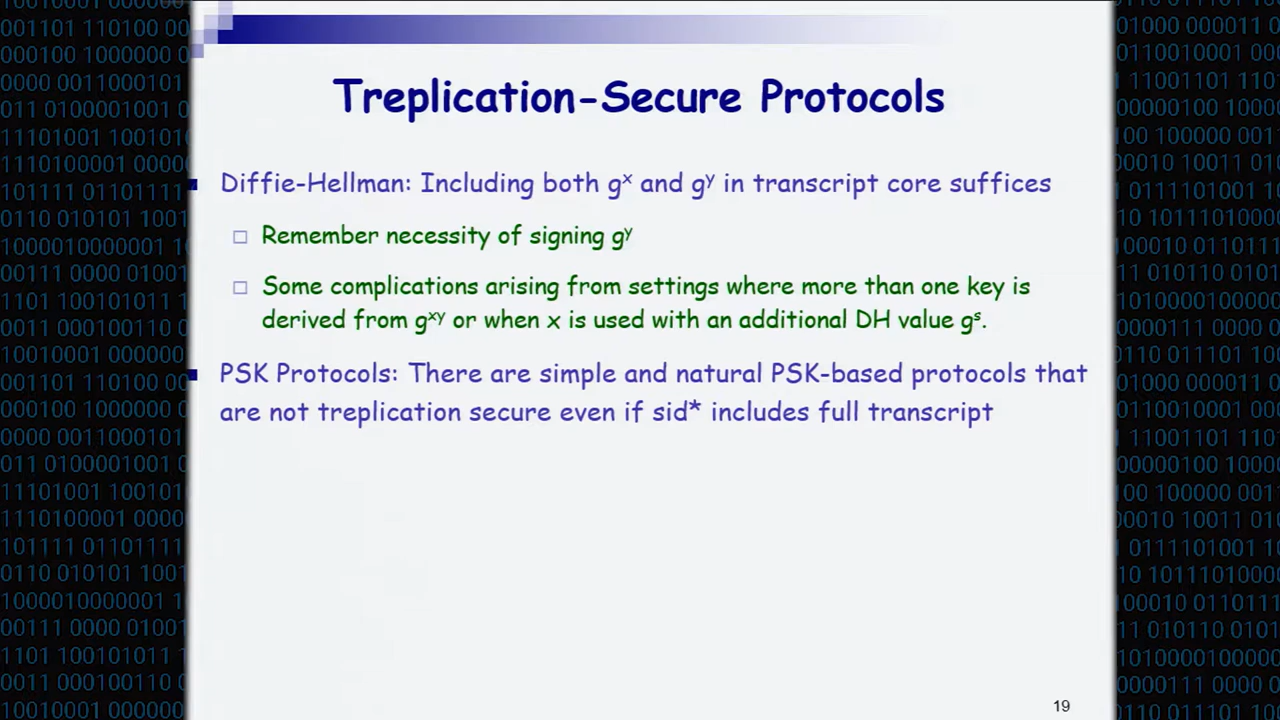 Treplication-Secure Protocols
Diffie-Hellman: Including both gˣ and gʸ in transcript core suffices
Remember necessity of signing gʸ
Some complications arising from settings where more than one key is
derived from gˣʸ or when x is used with an additional DH value gˢ.
PSK Protocols: There are simple and natural PSK-based protocols that
are not treplication secure even if sid* includes full transcript
19